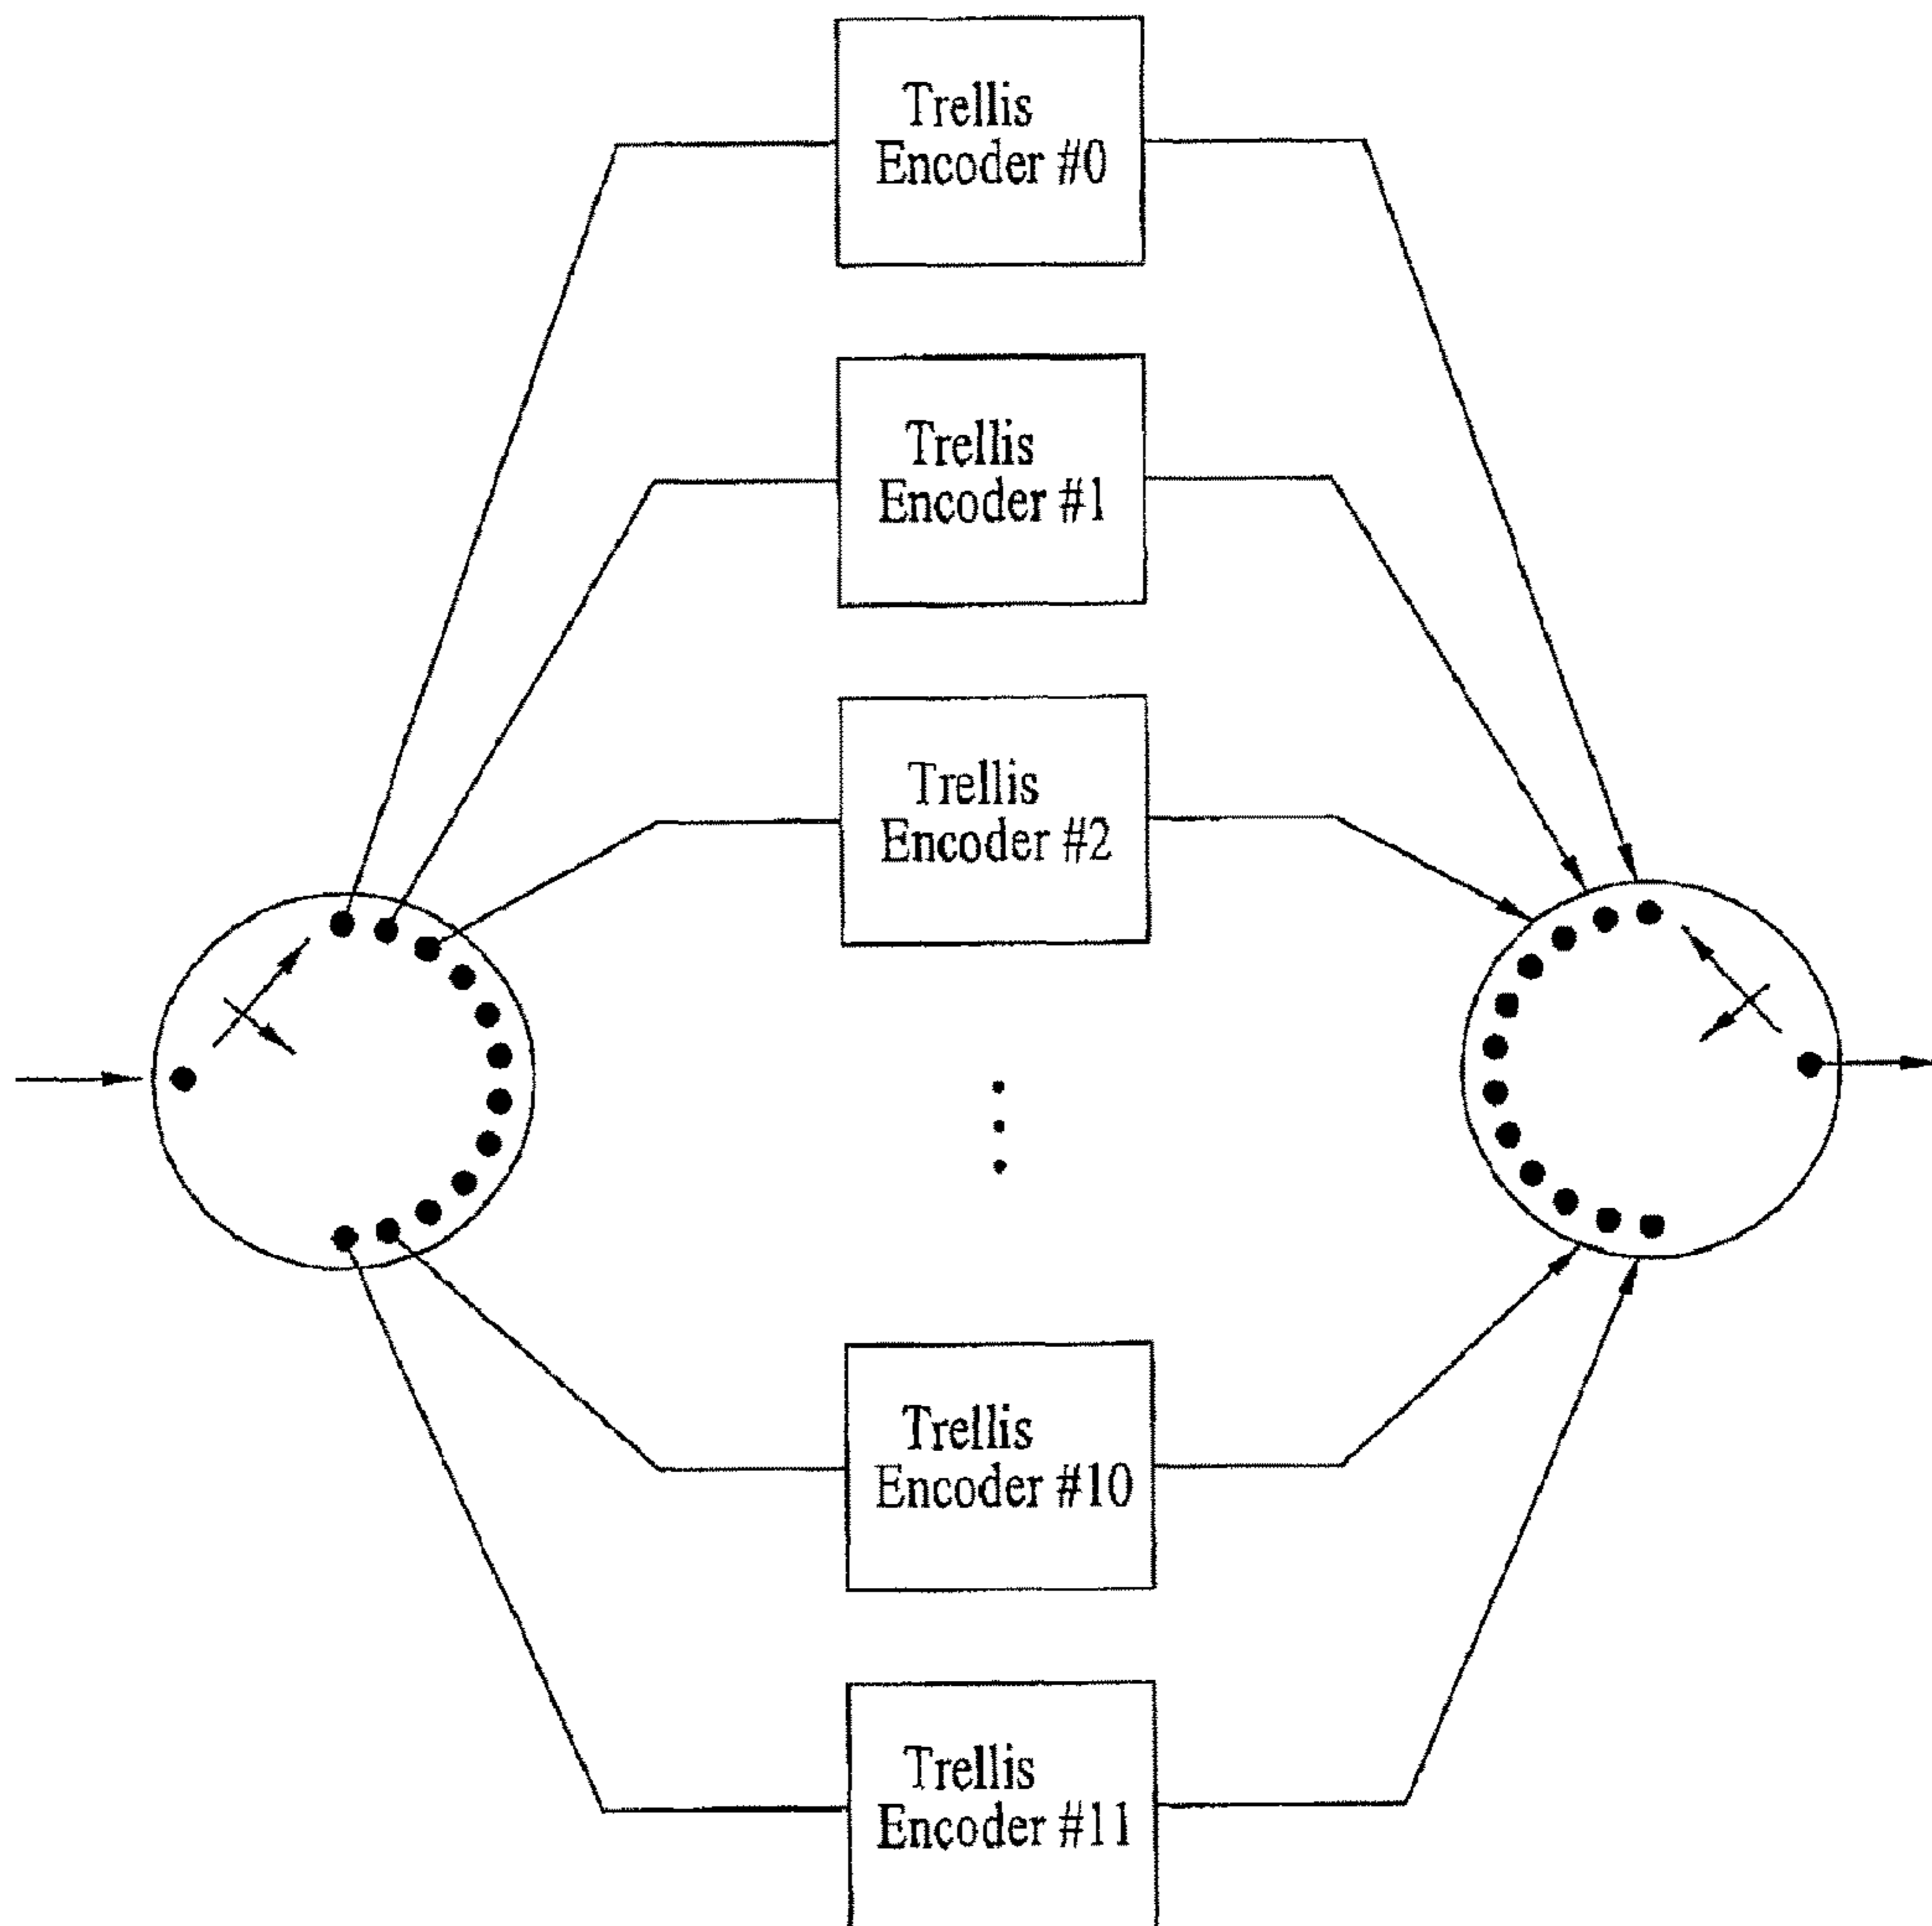 Trellis
Encoder #0
Trellis
Encoder #1
Trellis
Encoder #2
Trellis
Encoder #10
Trellis
Encoder #11